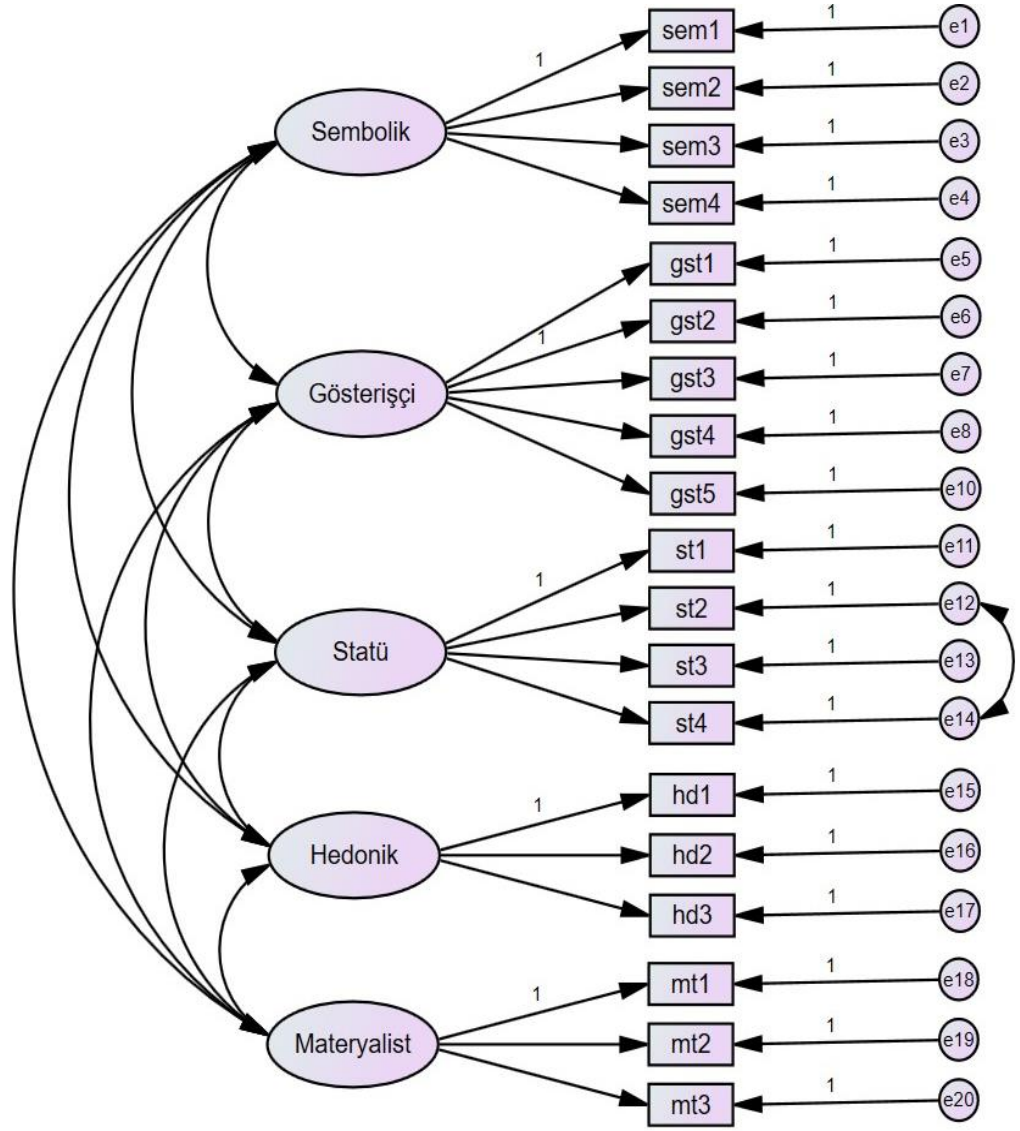 sem1
1
e1
1
sem2
1
e2
Sembolik
sem3
1
e3
sem4
1
e4
gst1
1
e5
gst2
1
e6
1
Gösterişçi
gst3
1
e7
gst4
1
e8
gst5
1
e10
st1
1
e11
1
st2
1
e12
Statü
st3
1
e13
st4
1
e14
hd1
1
e15
1
Hedonik
hd2
1
e16
hd3
1
e17
mt1
1
e18
1
Materyalist
mt2
1
e19
mt3
1
e20